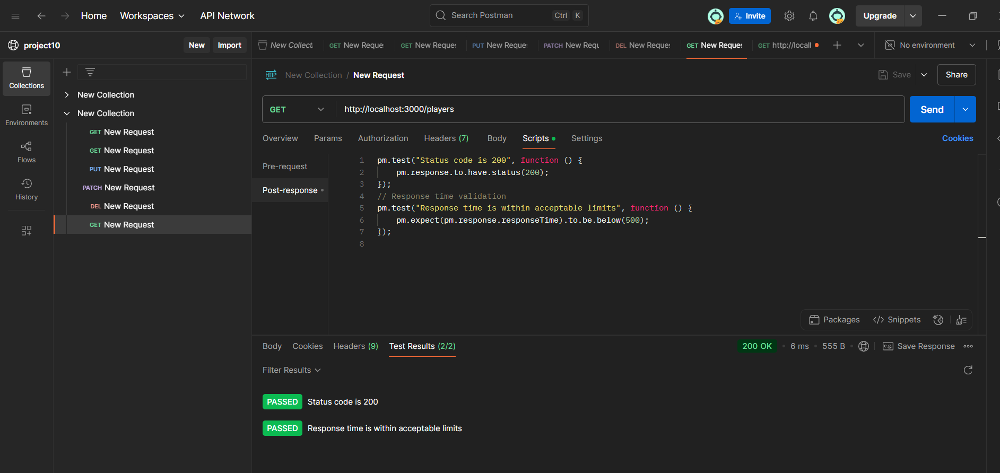 Home Workspaces API Network Search Postman Ctrl K Invite Upgrade
project10 New Import New Collect GET New Reque GET New Reque PUT New Reque PATCH New Requ DEL New Reque GET New Reque GET http://locall No environment
Collections
Environments
Flows
History
New Collection
New Collection
GET New Request
GET New Request
PUT New Request
PATCH New Request
DEL New Request
GET New Request
HTTP New Collection / New Request Save Share
GET http://localhost:3000/players Send
Overview Params Authorization Headers (7) Body Scripts Settings Cookies
Pre-request
Post-response
1 pm.test("Status code is 200", function () {
2 pm.response.to.have.status(200);
3 });
4 // Response time validation
5 pm.test("Response time is within acceptable limits", function () {
6 pm.expect(pm.response.responseTime).to.be.below(500);
7 });
8
Packages </> Snippets
Body Cookies Headers (9) Test Results (2/2) 200 OK • 6 ms • 555 B • e.g. Save Response
Filter Results
PASSED Status code is 200
PASSED Response time is within acceptable limits